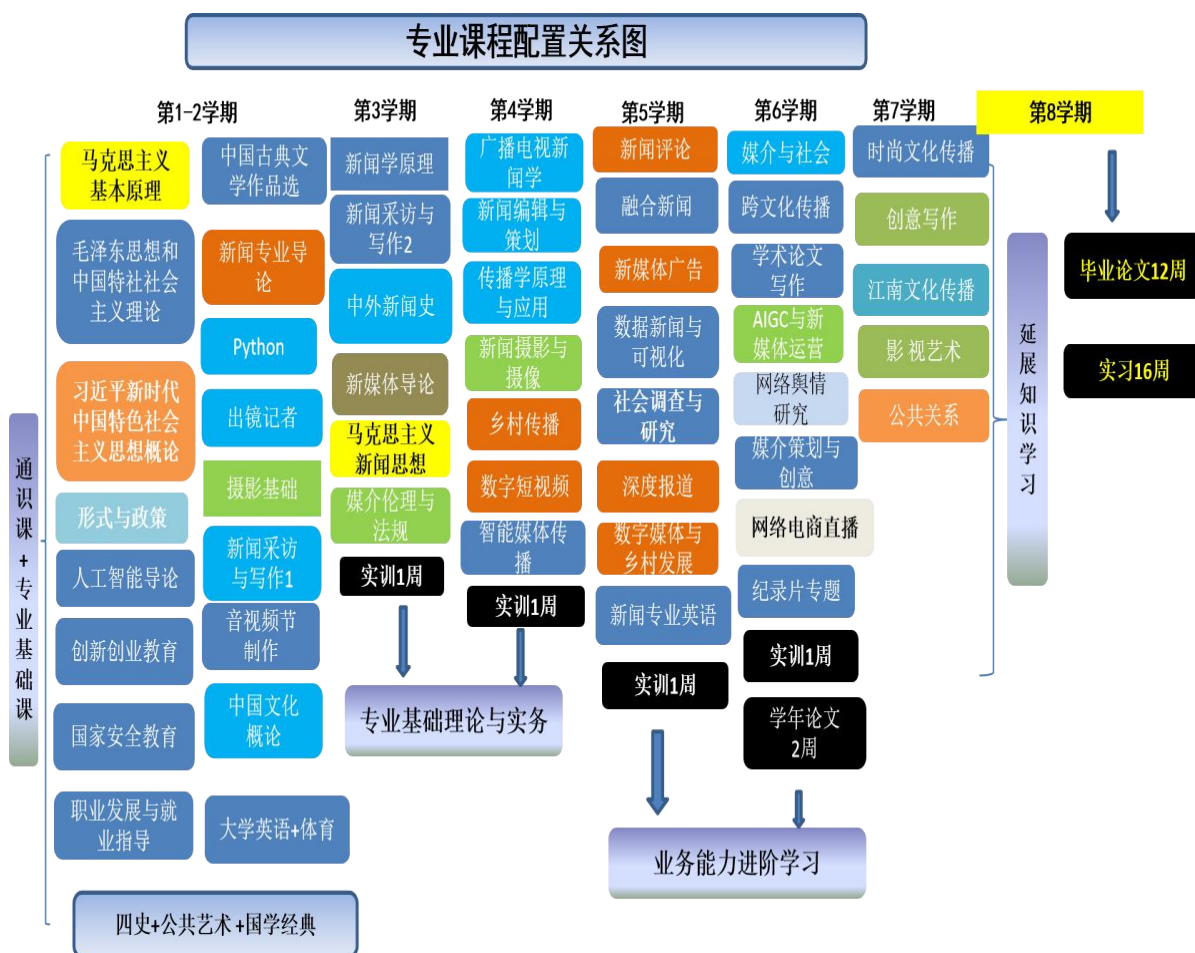 专业课程配置关系图
第1-2学期
第3学期
第4学期
第5学期
第6学期
第7学期
第8学期
通识课+专业基础课
马克思主义
基本原理
毛泽东思想和
中国特社社会
主义理论
习近平新时代
中国特色社会
主义思想概论
形式与政策
人工智能导论
创新创业教育
国家安全教育
职业发展与就
业指导
中国古典文
学作品选
新闻专业导
论
Python
出镜记者
摄影基础
新闻采访
与写作1
音视频节
制作
中国文化
概论
大学英语+体育
四史+公共艺术+国学经典
新闻学原理
新闻采访与
写作2
中外新闻史
新媒体导论
马克思主义
新闻思想
媒介伦理与
法规
实训1周
广播电视新
闻学
新闻编辑与
策划
传播学原理
与应用
新闻摄影与
摄像
乡村传播
数字短视频
智能媒体传
播
实训1周
专业基础理论与实务
新闻评论
融合新闻
新媒体广告
数据新闻与
可视化
社会调查与
研究
深度报道
数字媒体与
乡村发展
新闻专业英语
实训1周
媒介与社会
跨文化传播
学术论文
写作
AIGC与新
媒体运营
网络舆情
研究
媒介策划与
创意
网络电商直播
纪录片专题
实训1周
学年论文
2周
业务能力进阶学习
时尚文化传播
创意写作
江南文化传播
影 视艺术
公共关系
延展知识学习
毕业论文12周
实习16周